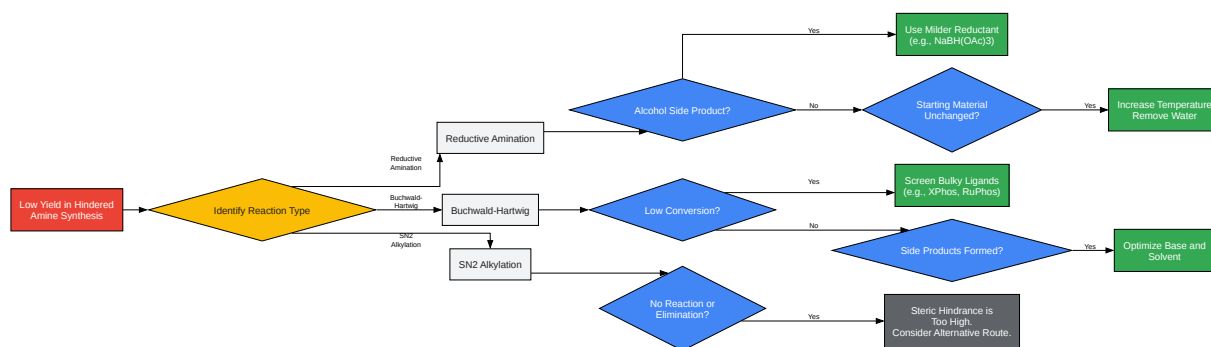 Yes
Use Milder Reductant
(e.g., NaBH(OAc)3)
Alcohol Side Product?
No
Starting Material
Unchanged?
Yes
Increase Temperature
Remove Water
Reductive Amination
Reductive
Amination
Low Yield in Hindered
Amine Synthesis
Identify Reaction Type
Buchwald-
Hartwig
Buchwald-Hartwig
Low Conversion?
Yes
Screen Bulky Ligands
(e.g., XPhos, RuPhos)
No
Side Products Formed?
Yes
Optimize Base and
Solvent
SN2
Alkylation
SN2 Alkylation
No Reaction or
Elimination?
Yes
Steric Hindrance is
Too High.
Consider Alternative Route.